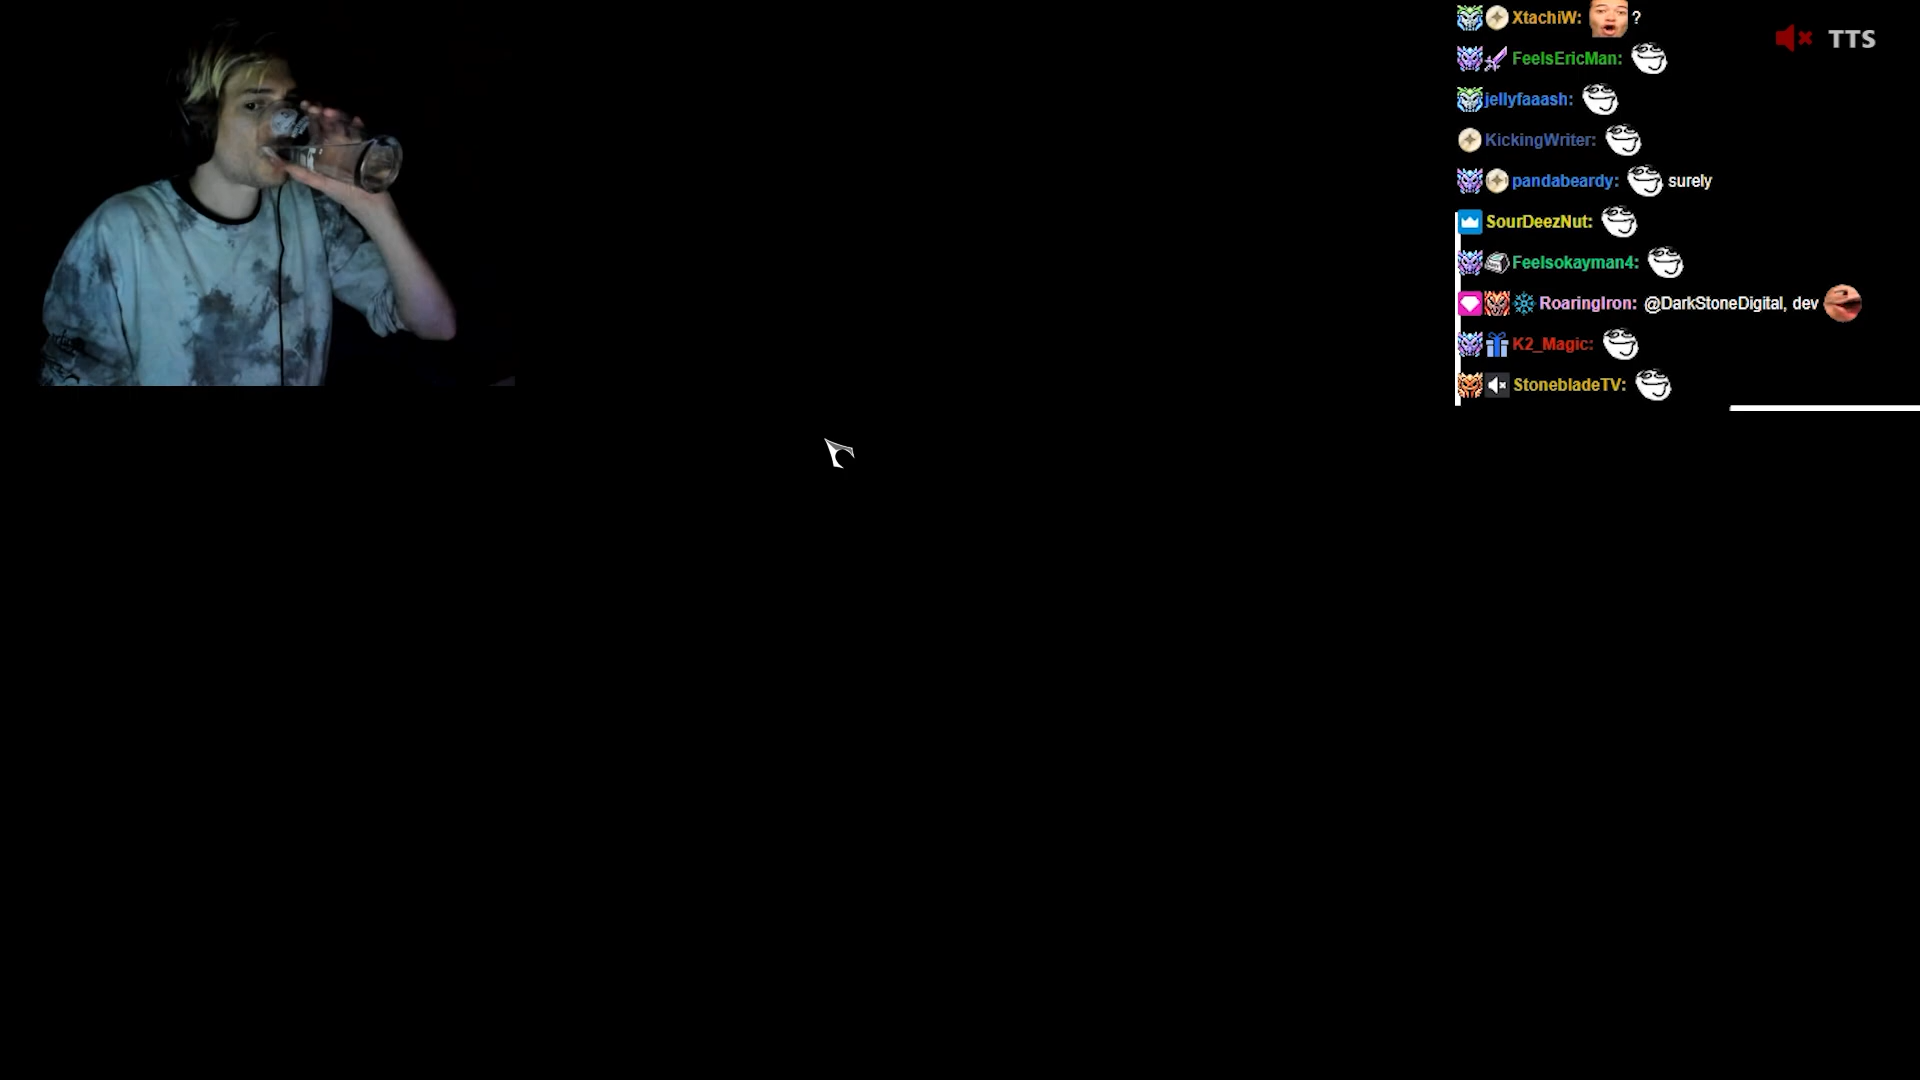 XtachiW: ?
TTS
FeelsEricMan:
jellyfaaash:
KickingWriter:
pandabeardy: surely
SourDeezNut:
Feelsokayman4:
RoaringIron: @DarkStoneDigital, dev
K2_Magic:
StonebladeTV: